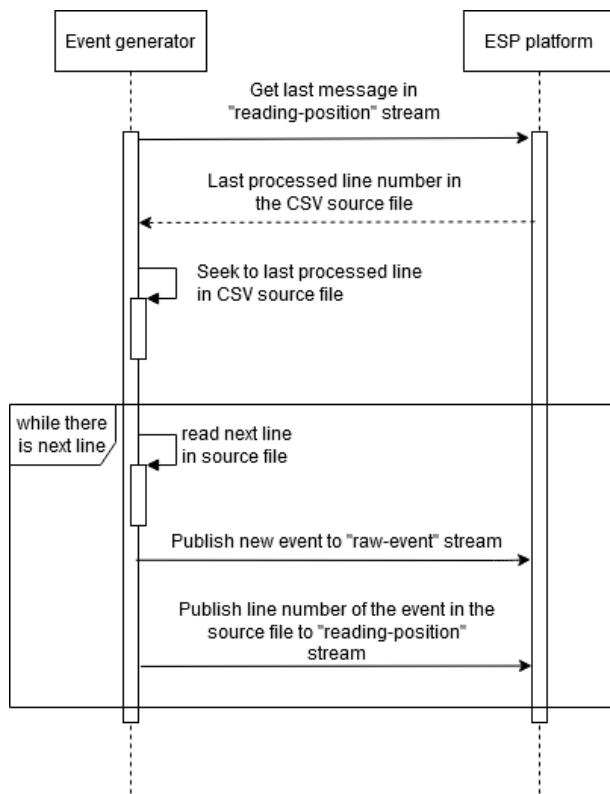 Event generator
ESP platform
Get last message in
"reading-position" stream
Last processed line number in
the CSV source file
Seek to last processed line
in CSV source file
while there
is next line
read next line
in source file
Publish new event to "raw-event" stream
Publish line number of the event in the
source file to "reading-position"
stream